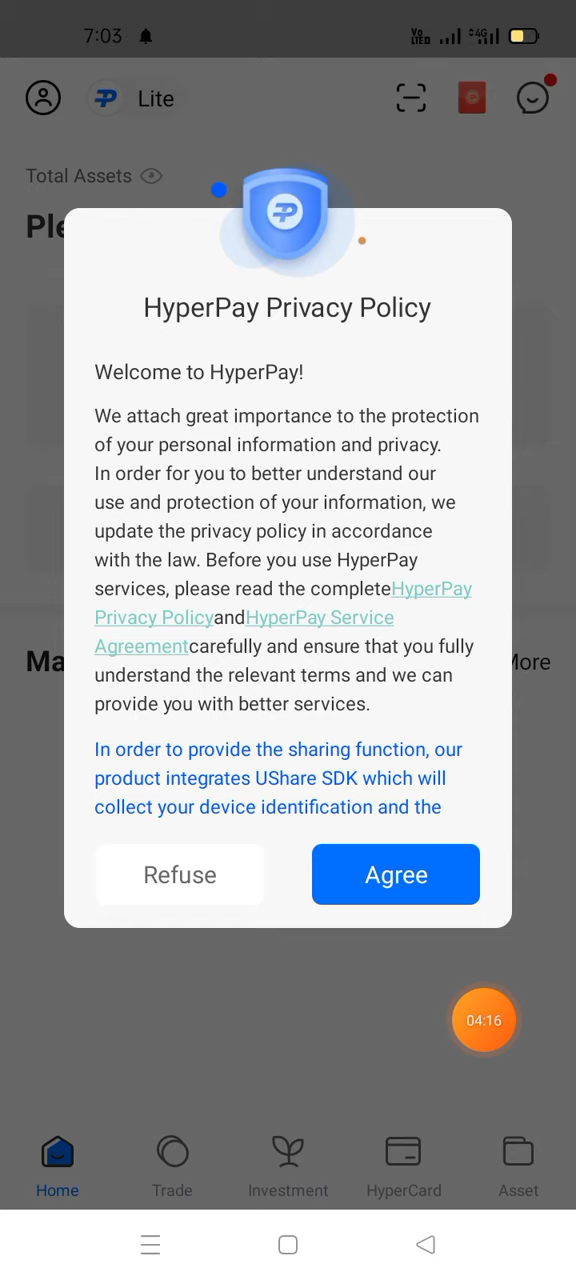 7:03
Vo LTED
4G
Lite
Total Assets
Ple
HyperPay Privacy Policy
Welcome to HyperPay!
We attach great importance to the protection
of your personal information and privacy.
In order for you to better understand our
use and protection of your information, we
update the privacy policy in accordance
with the law. Before you use HyperPay
services, please read the completeHyperPay
Privacy PolicyandHyperPay Service
Agreementcarefully and ensure that you fully
understand the relevant terms and we can
provide you with better services.
Ma
More
In order to provide the sharing function, our
product integrates UShare SDK which will
collect your device identification and the
Refuse
Agree
04:16
Home
Trade
Investment
HyperCard
Asset